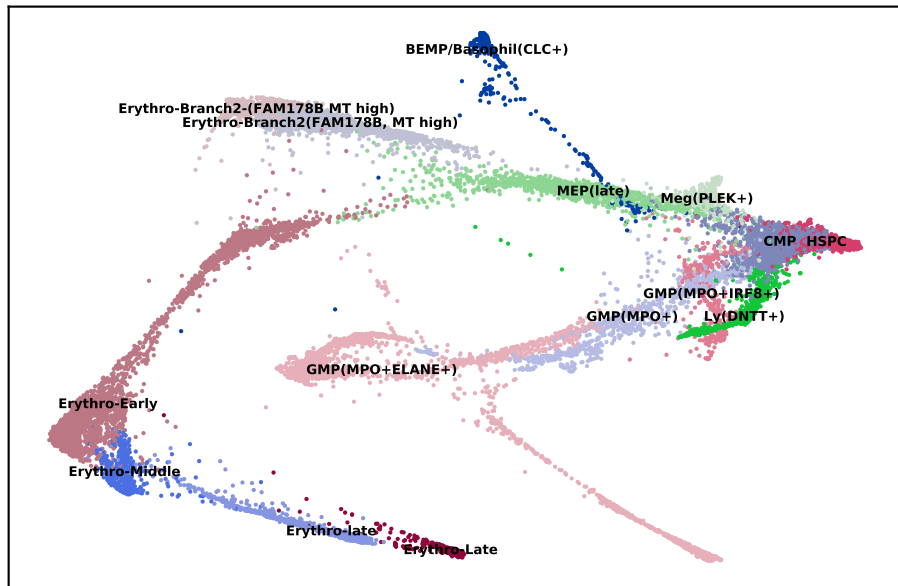 BEMP/Basophil(CLC+)
Erythro-Branch2-(FAM178B MT high)
Erythro-Branch2(FAM178B, MT high)
MEP(late)
Meg(PLEK+)
CMP
HSPC
GMP(MPO+IRF8+)
GMP(MPO+)
Ly(DNTT+)
GMP(MPO+ELANE+)
Erythro-Early
Erythro-Middle
Erythro-late
Erythro-Late